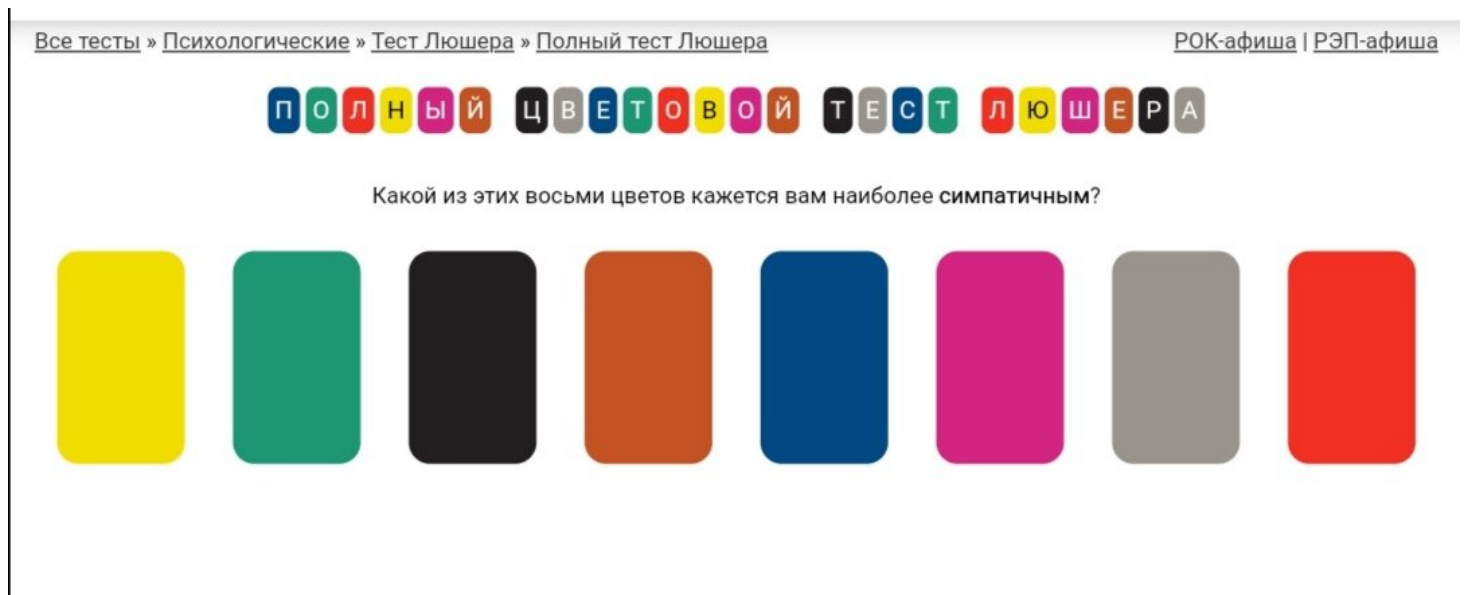 Все тесты » Психологические » Тест Люшера » Полный тест Люшера РОК-афиша | РЭП-афиша
ПОЛНЫЙ ЦВЕТОВОЙ ТЕСТ ЛЮШЕРА
Какой из этих восьми цветов кажется вам наиболее симпатичным?